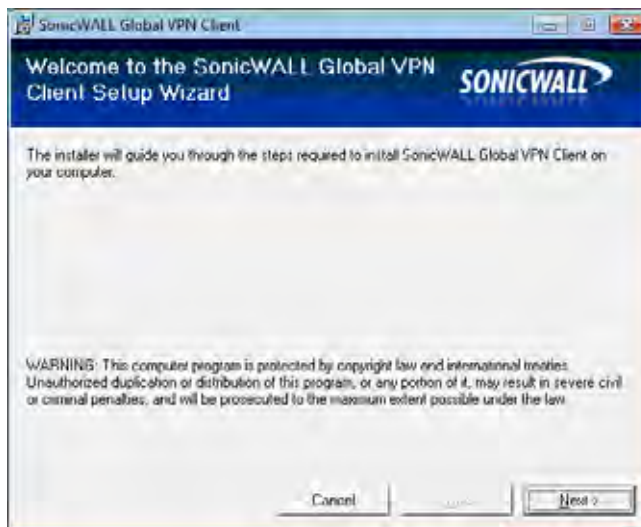 SonicWALL Global VPN Client
Welcome to the SonicWALL Global VPN
Client Setup Wizard
SONICWALL
The installer will guide you through the steps required to install SonicWALL Global VPN Client on
your computer.
WARNING: This computer program is protected by copyright law and international treaties.
Unauthorized duplication or distribution of this program, or any portion of it, may result in severe civil
or criminal penalties, and will be prosecuted to the maximum extent possible under the law.
Cancel
Next >